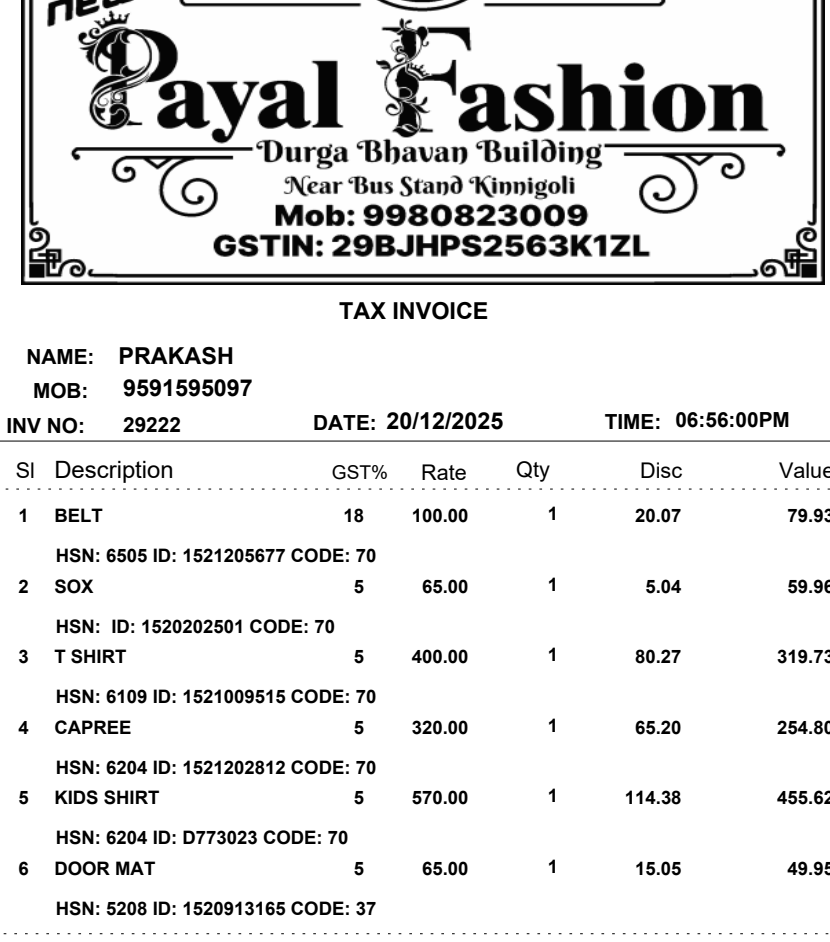 new
Payal Fashion
Durga Bhavan Building
Near Bus Stand Kinnigoli
Mob: 9980823009
GSTIN: 29BJHPS2563K1ZL
TAX INVOICE
NAME: PRAKASH
MOB: 9591595097
INV NO: 29222 DATE: 20/12/2025 TIME: 06:56:00PM
Sl Description GST% Rate Qty Disc Value
1 BELT 18 100.00 1 20.07 79.93
HSN: 6505 ID: 1521205677 CODE: 70
2 SOX 5 65.00 1 5.04 59.96
HSN: ID: 1520202501 CODE: 70
3 T SHIRT 5 400.00 1 80.27 319.73
HSN: 6109 ID: 1521009515 CODE: 70
4 CAPREE 5 320.00 1 65.20 254.80
HSN: 6204 ID: 1521202812 CODE: 70
5 KIDS SHIRT 5 570.00 1 114.38 455.62
HSN: 6204 ID: D773023 CODE: 70
6 DOOR MAT 5 65.00 1 15.05 49.95
HSN: 5208 ID: 1520913165 CODE: 37